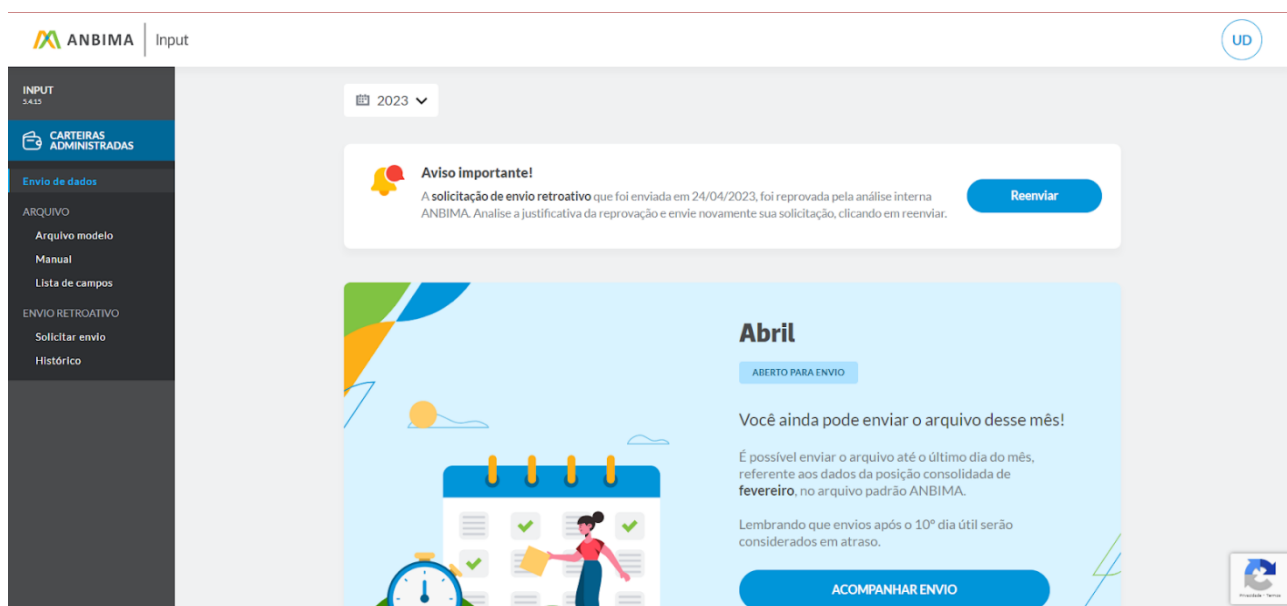 ANBIMA Input
UD
INPUT
3.4.15
CARTEIRAS
ADMINISTRADAS
Envio de dados
ARQUIVO
Arquivo modelo
Manual
Lista de campos
ENVIO RETROATIVO
Solicitar envio
Histórico
2023
Aviso importante!
A solicitação de envio retroativo que foi enviada em 24/04/2023, foi reprovada pela análise interna
ANBIMA. Analise a justificativa da reprovação e envie novamente sua solicitação, clicando em reenviar.
Reenviar
Abril
ABERTO PARA ENVIO
Você ainda pode enviar o arquivo desse mês!
É possível enviar o arquivo até o último dia do mês,
referente aos dados da posição consolidada de
fevereiro, no arquivo padrão ANBIMA.
Lembrando que envios após o 10º dia útil serão
considerados em atraso.
ACOMPANHAR ENVIO
Privacidade - Termos